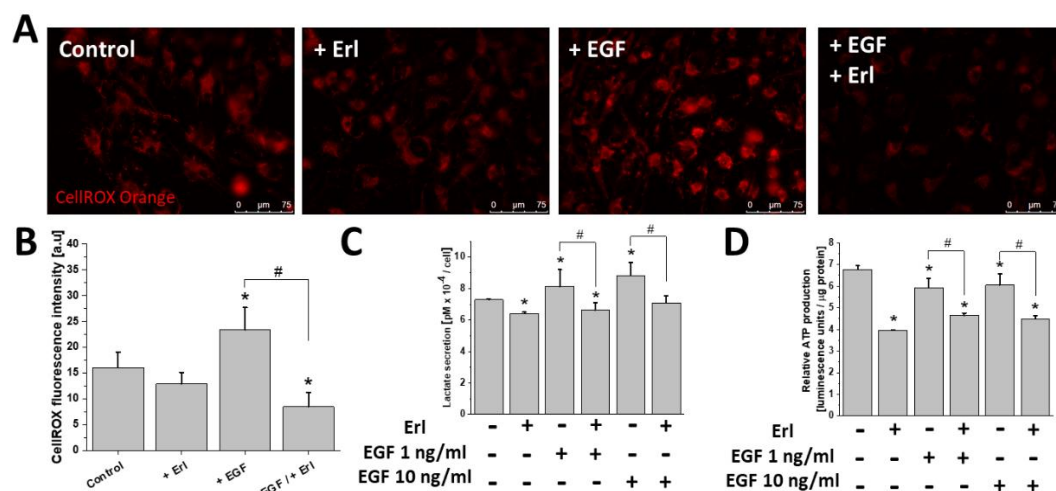 A
Control
CellROX Orange
0 µm 75
+ Erl
0 µm 75
+ EGF
0 µm 75
+ EGF
+ Erl
0 µm 75
B
CellROX fluorescence intensity [a.u]
40
35
30
25
20
15
10
5
0
*
#
*
Control
+ Erl
+ EGF
EGF / + Erl
C
Lactate secretion [pM x 10⁻⁴ / cell]
10
8
6
4
2
0
*
*
#
*
*
#
Erl - + - + - +
EGF 1 ng/ml - - + + - -
EGF 10 ng/ml - - - - + +
D
Relative ATP production
[luminescence units / µg protein]
8
7
6
5
4
3
2
1
0
*
*
#
*
*
#
*
Erl - + - + - +
EGF 1 ng/ml - - + + - -
EGF 10 ng/ml - - - - + +